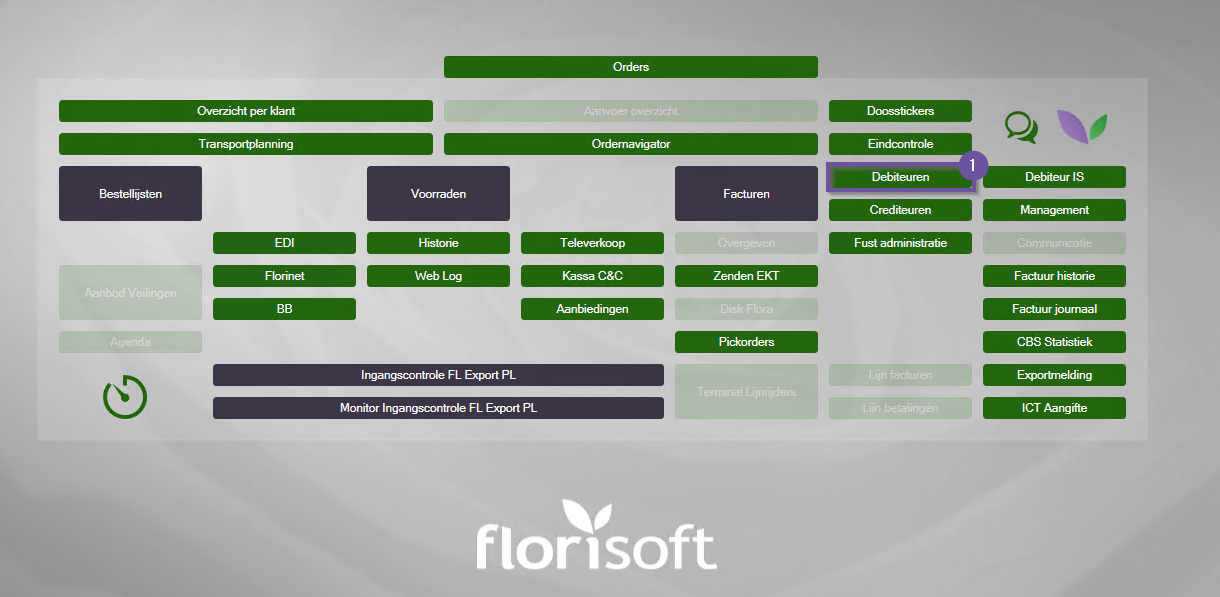 Orders
Overzicht per klant
Aanvoer overzicht
Doosstickers
Transportplanning
Ordernavigator
Eindcontrole
Bestellijsten
Voorraden
Facturen
Debiteuren
1
Debiteur IS
Crediteuren
Management
EDI
Historie
Televerkoop
Overgeven
Fust administratie
Communicatie
Aanbod Veilingen
Florinet
Web Log
Kassa C&C
Zenden EKT
Factuur historie
BB
Aanbiedingen
Disk Flora
Factuur journaal
Agenda
Pickorders
CBS Statistiek
Ingangscontrole FL Export PL
Terminal Lijnrijders
Lijn facturen
Exportmelding
Monitor Ingangscontrole FL Export PL
Lijn betalingen
ICT Aangifte
florisoft